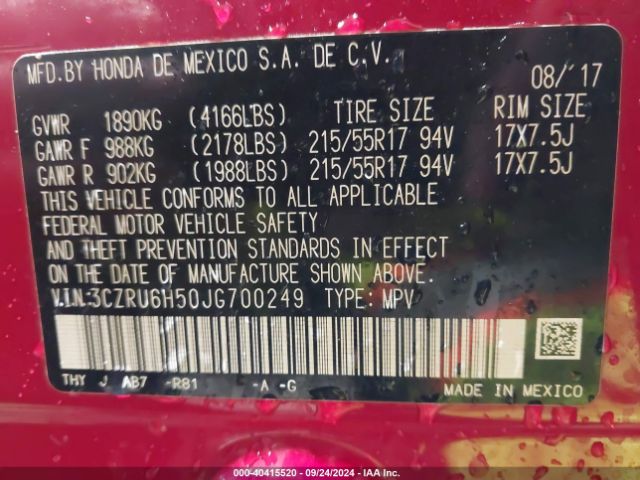 MFD. BY HONDA DE MEXICO S.A. DE C.V.
08/'17
GVWR 1890KG (4166LBS) TIRE SIZE RIM SIZE
GAWR F 988KG (2178LBS) 215/55R17 94V 17X7.5J
GAWR R 902KG (1988LBS) 215/55R17 94V 17X7.5J
THIS VEHICLE CONFORMS TO ALL APPLICABLE
FEDERAL MOTOR VEHICLE SAFETY
AND THEFT PREVENTION STANDARDS IN EFFECT
ON THE DATE OF MANUFACTURE SHOWN ABOVE.
V.I.N:3CZRU6H50JG700249 TYPE: MPV
THY J AB7 -R81 -A -G
MADE IN MEXICO
000-40415520 - 09/24/2024 - IAA Inc.